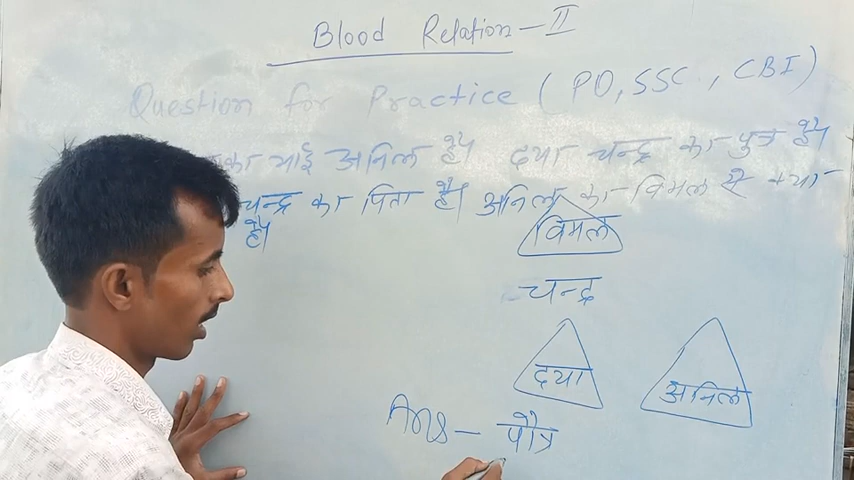 Blood Relation - II
Question for Practice ( PO, SSC , CBI )
का भाई अनिल है। दया चन्द्र का पुत्र है।
चन्द्र का पिता है। अनिल का विमल से क्या
है।
विमल
चन्द्र
दया
अनिल
Ans - पौत्र